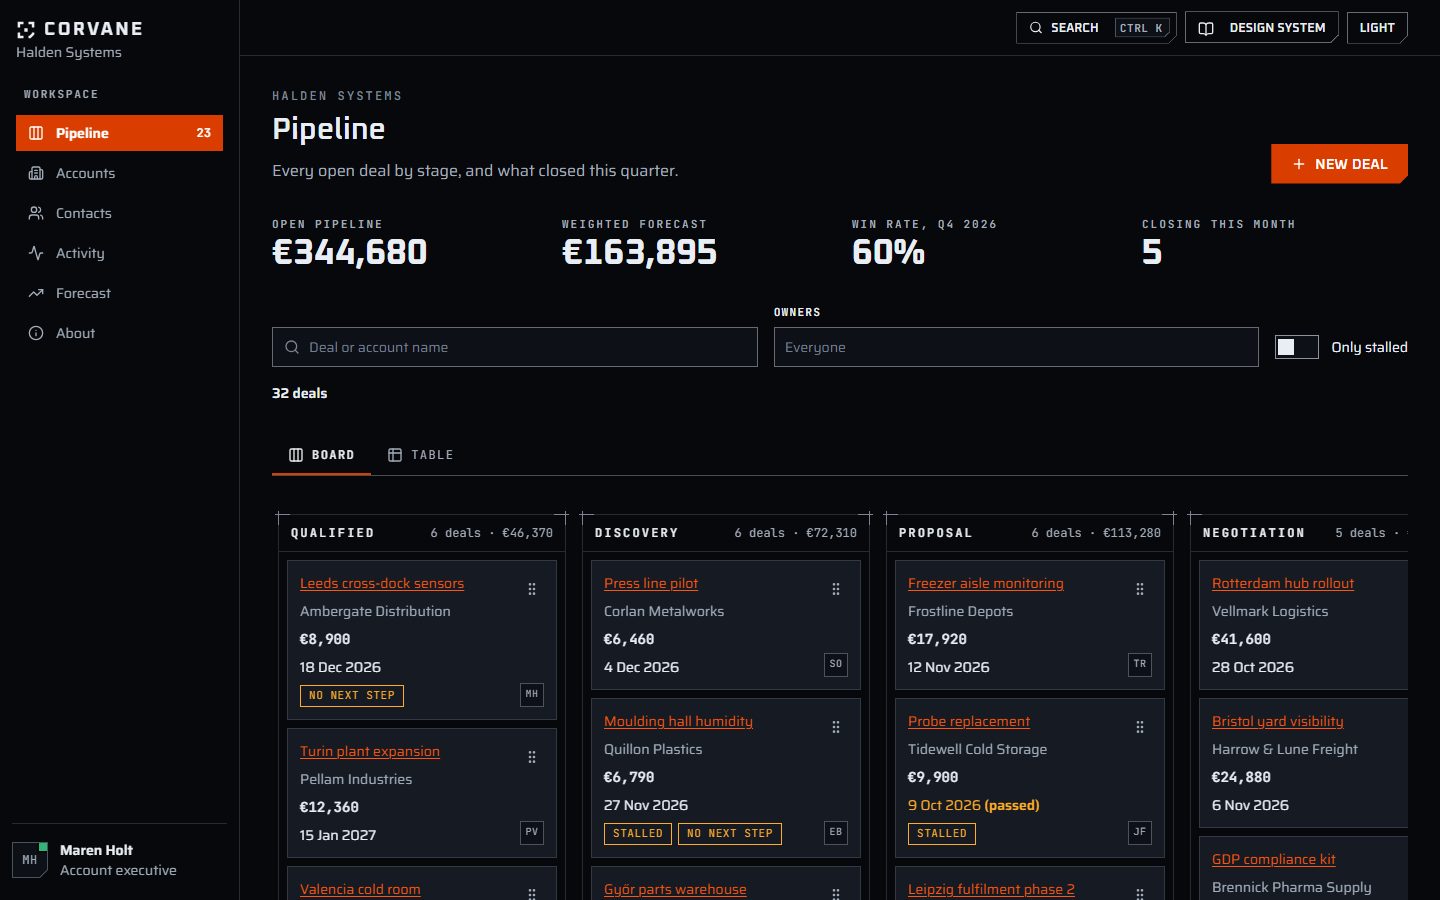 CORVANE
Halden Systems
WORKSPACE
Pipeline 23
Accounts
Contacts
Activity
Forecast
About
MH
Maren Holt
Account executive
SEARCH CTRL K
DESIGN SYSTEM
LIGHT
HALDEN SYSTEMS
Pipeline
Every open deal by stage, and what closed this quarter.
NEW DEAL
OPEN PIPELINE
€344,680
WEIGHTED FORECAST
€163,895
WIN RATE, Q4 2026
60%
CLOSING THIS MONTH
5
Deal or account name
OWNERS
Everyone
Only stalled
32 deals
BOARD
TABLE
QUALIFIED 6 deals · €46,370
Leeds cross-dock sensors
Ambergate Distribution
€8,900
18 Dec 2026
NO NEXT STEP MH
Turin plant expansion
Pellam Industries
€12,360
15 Jan 2027 PV
Valencia cold room
DISCOVERY 6 deals · €72,310
Press line pilot
Corlan Metalworks
€6,460
4 Dec 2026 SO
Moulding hall humidity
Quillon Plastics
€6,790
27 Nov 2026
STALLED NO NEXT STEP EB
Győr parts warehouse
PROPOSAL 6 deals · €113,280
Freezer aisle monitoring
Frostline Depots
€17,920
12 Nov 2026 TR
Probe replacement
Tidewell Cold Storage
€9,900
9 Oct 2026 (passed)
STALLED JF
Leipzig fulfilment phase 2
NEGOTIATION 5 deals ·
Rotterdam hub rollout
Vellmark Logistics
€41,600
28 Oct 2026
Bristol yard visibility
Harrow & Lune Freight
€24,880
6 Nov 2026
GDP compliance kit
Brennick Pharma Supply